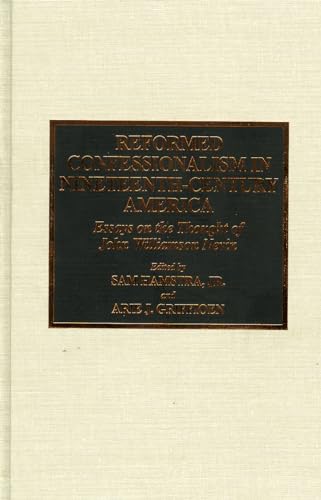 REFORMED
CONFESSIONALISM IN
NINETEENTH-CENTURY
AMERICA
Essays on the Thought of
John Williamson Nevin
Edited by
SAM HAMSTRA, JR.
and
ARIE J. GRIFFIOEN